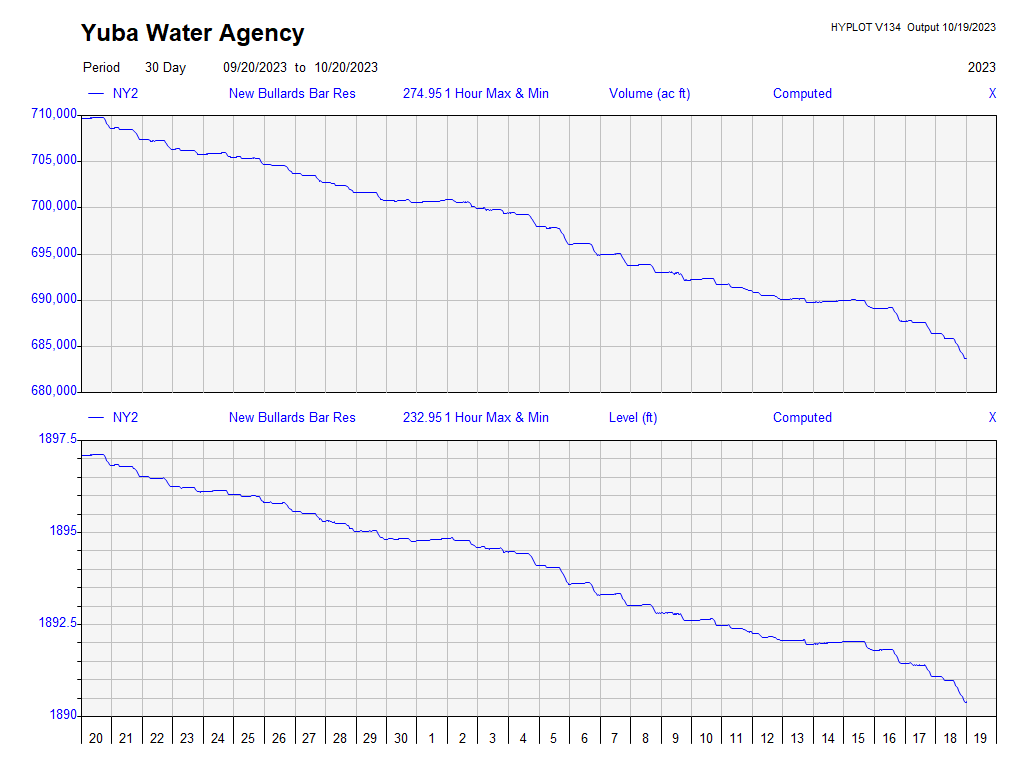 Yuba Water Agency
HYPLOT V134 Output 10/19/2023
Period 30 Day 09/20/2023 to 10/20/2023 2023
NY2 New Bullards Bar Res 274.95 1 Hour Max & Min Volume (ac ft) Computed X
710,000
705,000
700,000
695,000
690,000
685,000
680,000
NY2 New Bullards Bar Res 232.95 1 Hour Max & Min Level (ft) Computed X
1897.5
1895
1892.5
1890
20 21 22 23 24 25 26 27 28 29 30 1 2 3 4 5 6 7 8 9 10 11 12 13 14 15 16 17 18 19